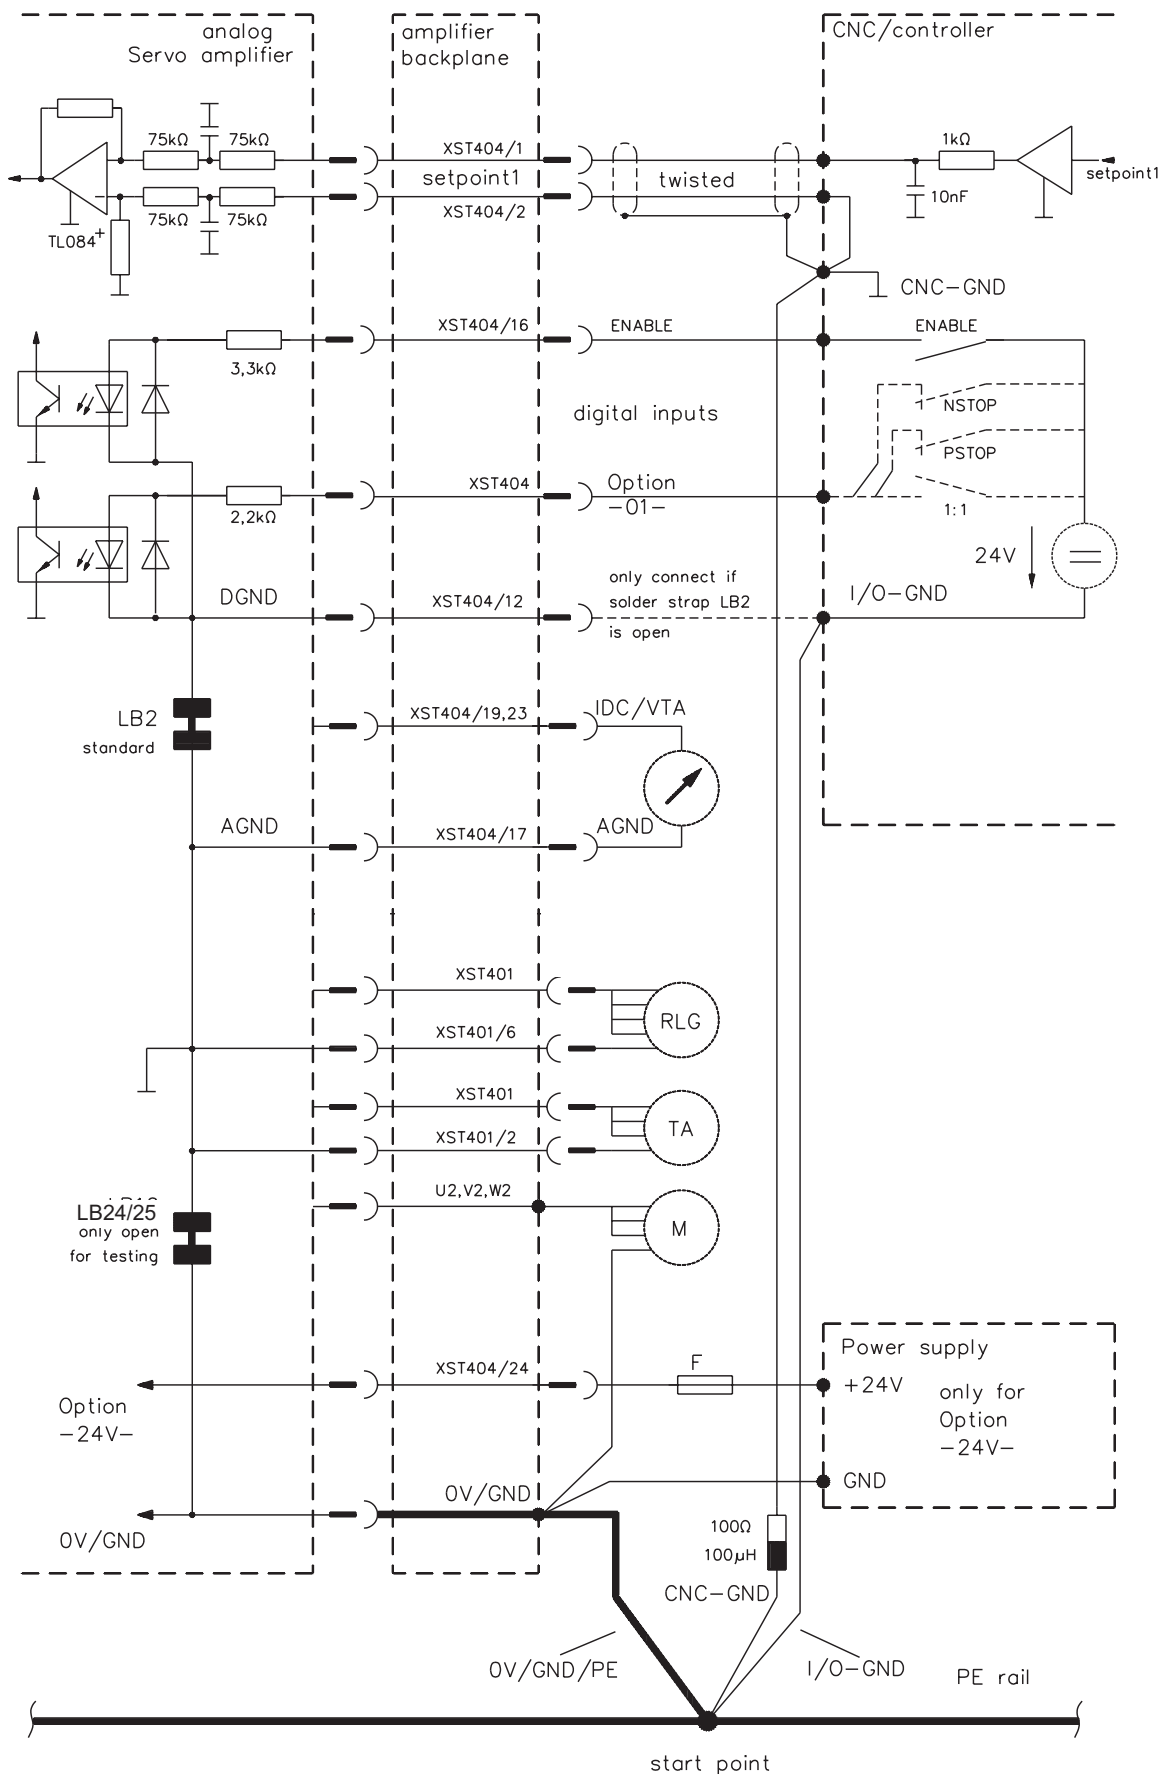 analog
Servo amplifier
amplifier
backplane
CNC/controller
75kΩ
75kΩ
XST404/1
1kΩ
setpoint1
setpoint1
twisted
10nF
XST404/2
75kΩ
75kΩ
TL084
+
CNC-GND
XST404/16
ENABLE
ENABLE
3,3kΩ
NSTOP
digital inputs
PSTOP
XST404
Option
-01-
2,2kΩ
1:1
24V
only connect if
solder strap LB2
is open
DGND
XST404/12
I/O-GND
LB2
standard
XST404/19,23
IDC/VTA
AGND
XST404/17
AGND
XST401
RLG
XST401/6
XST401
TA
XST401/2
U2,V2,W2
M
LB24/25
only open
for testing
Power supply
XST404/24
F
+24V
only for
Option
-24V-
Option
-24V-
GND
0V/GND
0V/GND
100Ω
100µH
CNC-GND
0V/GND/PE
I/O-GND
PE rail
start point